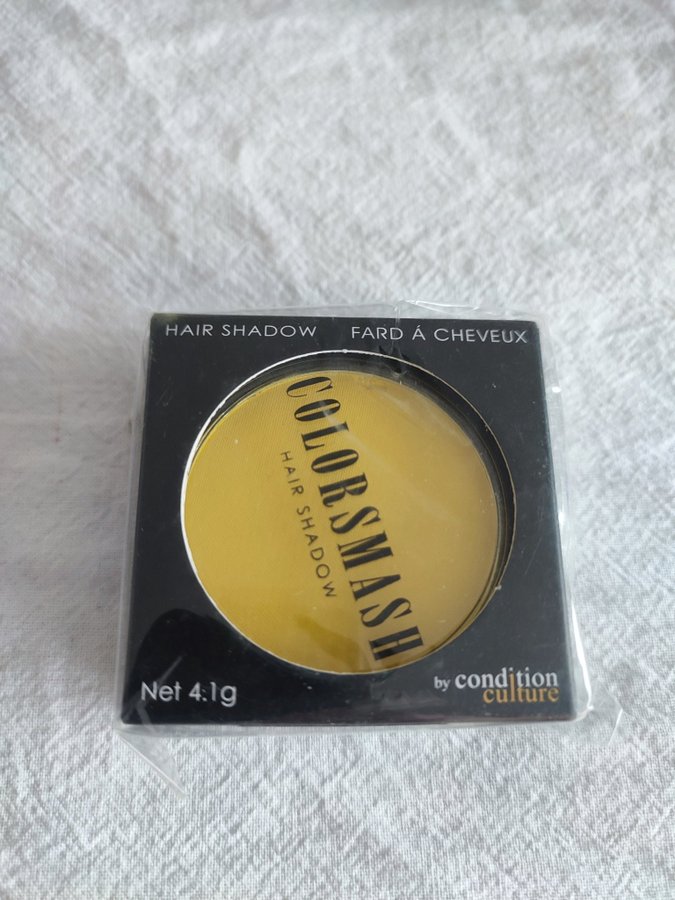 HAIR SHADOW FARD Á CHEVEUX
COLORSMASH
HAIR SHADOW
Net 4.1g
by condition
culture